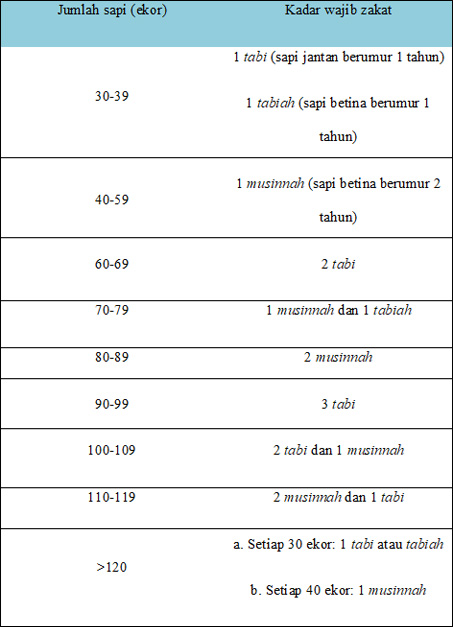 Jumlah sapi (ekor) Kadar wajib zakat
30-39
1 tabi (sapi jantan berumur 1 tahun)
1 tabiah (sapi betina berumur 1
tahun)
40-59
1 musinnah (sapi betina berumur 2
tahun)
60-69 2 tabi
70-79 1 musinnah dan 1 tabiah
80-89 2 musinnah
90-99 3 tabi
100-109 2 tabi dan 1 musinnah
110-119 2 musinnah dan 1 tabi
>120
a. Setiap 30 ekor: 1 tabi atau tabiah
b. Setiap 40 ekor: 1 musinnah